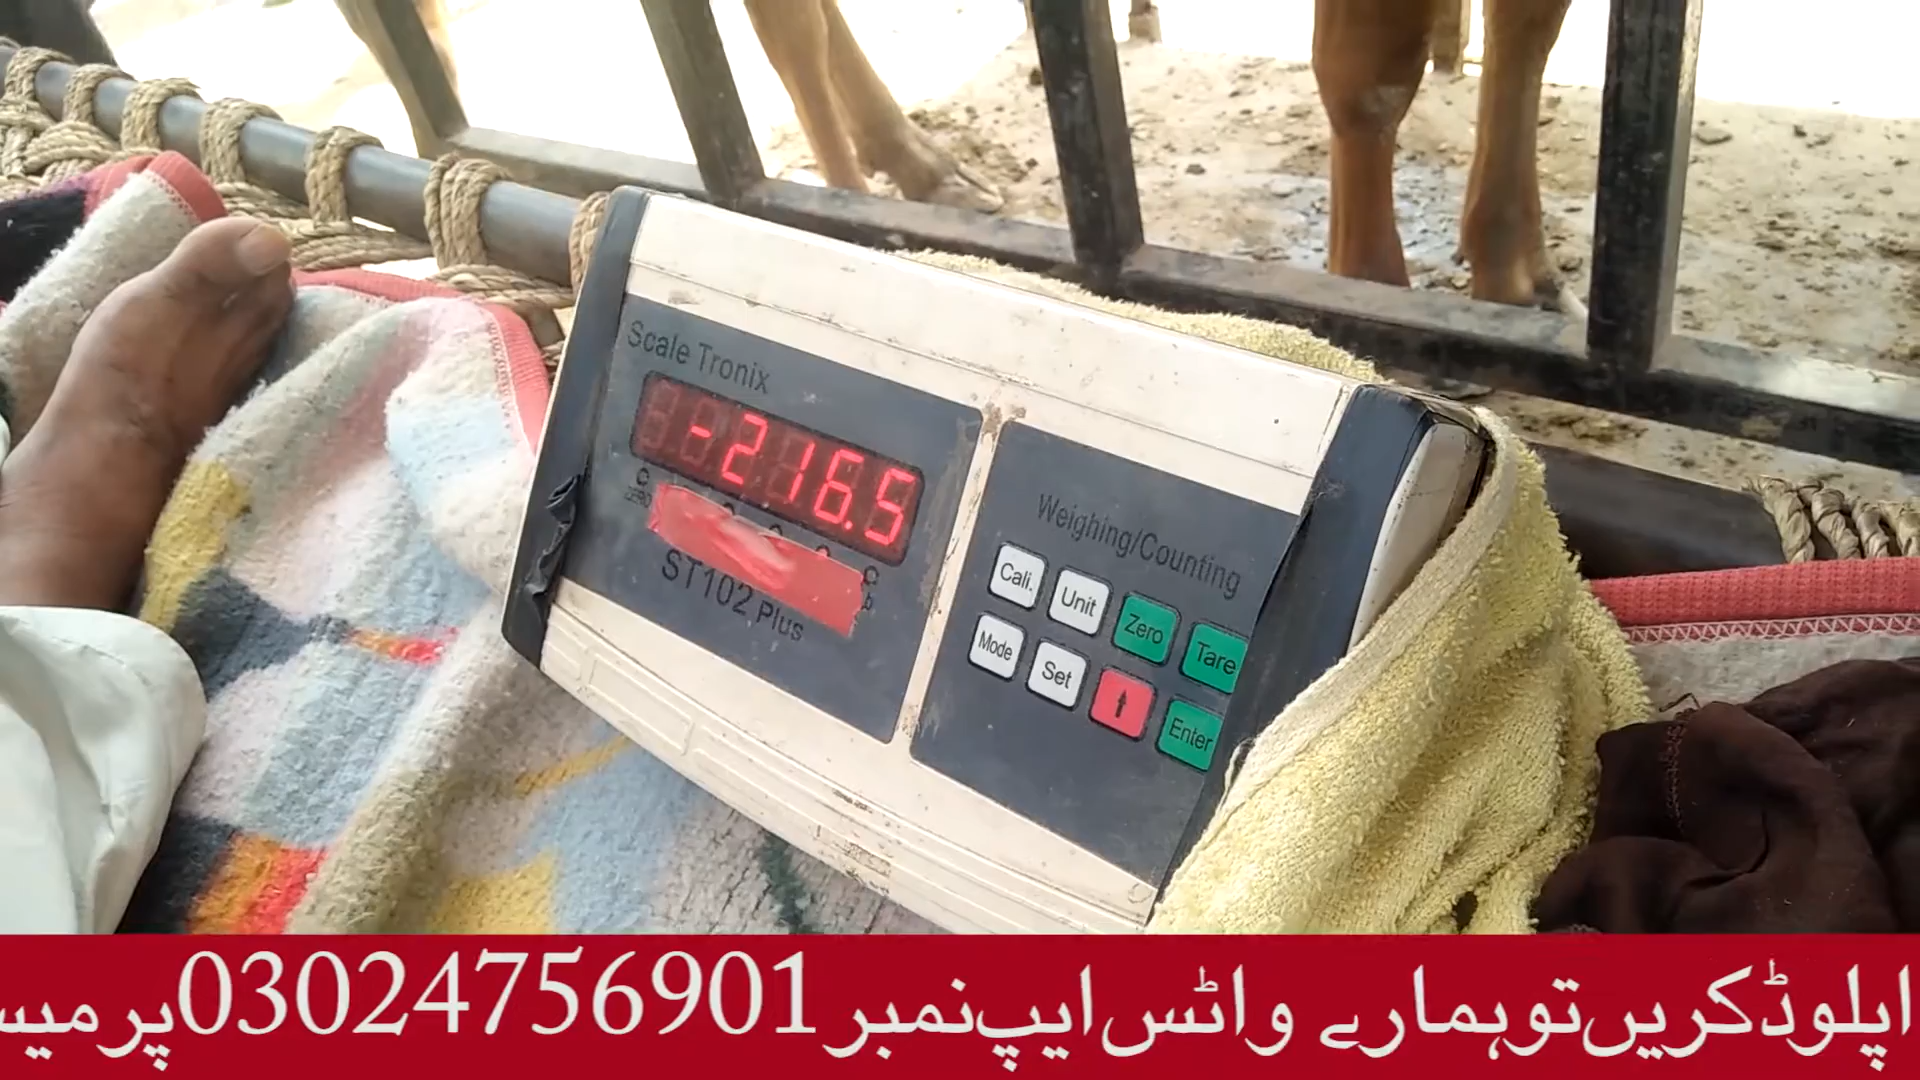 Scale Tronix
-216.5
ZERO
ST102 Plus
Weighing/Counting
Cali. Unit Zero Tare
Mode Set ↑ Enter
اپلوڈ کریں تو ہمارے واٹس ایپ نمبر 03024756901 پر